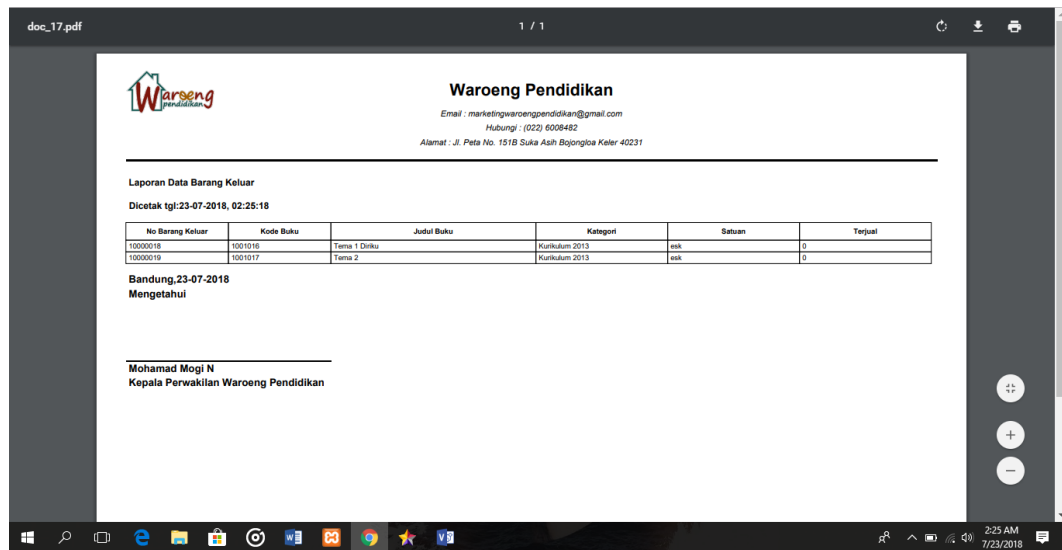 doc_17.pdf
1 / 1
Waroeng
pendidikan
Waroeng Pendidikan
Email : marketingwaroengpendidikan@gmail.com
Hubungi : (022) 6008482
Alamat : Jl. Peta No. 151B Suka Asih Bojongloa Keler 40231
Laporan Data Barang Keluar
Dicetak tgl:23-07-2018, 02:25:18
No Barang Keluar Kode Buku Judul Buku Kategori Satuan Terjual
10000018 1001016 Tema 1 Diriku Kurikulum 2013 esk 0
10000019 1001017 Tema 2 Kurikulum 2013 esk 0
Bandung,23-07-2018
Mengetahui
Mohamad Mogi N
Kepala Perwakilan Waroeng Pendidikan
2:25 AM
7/23/2018